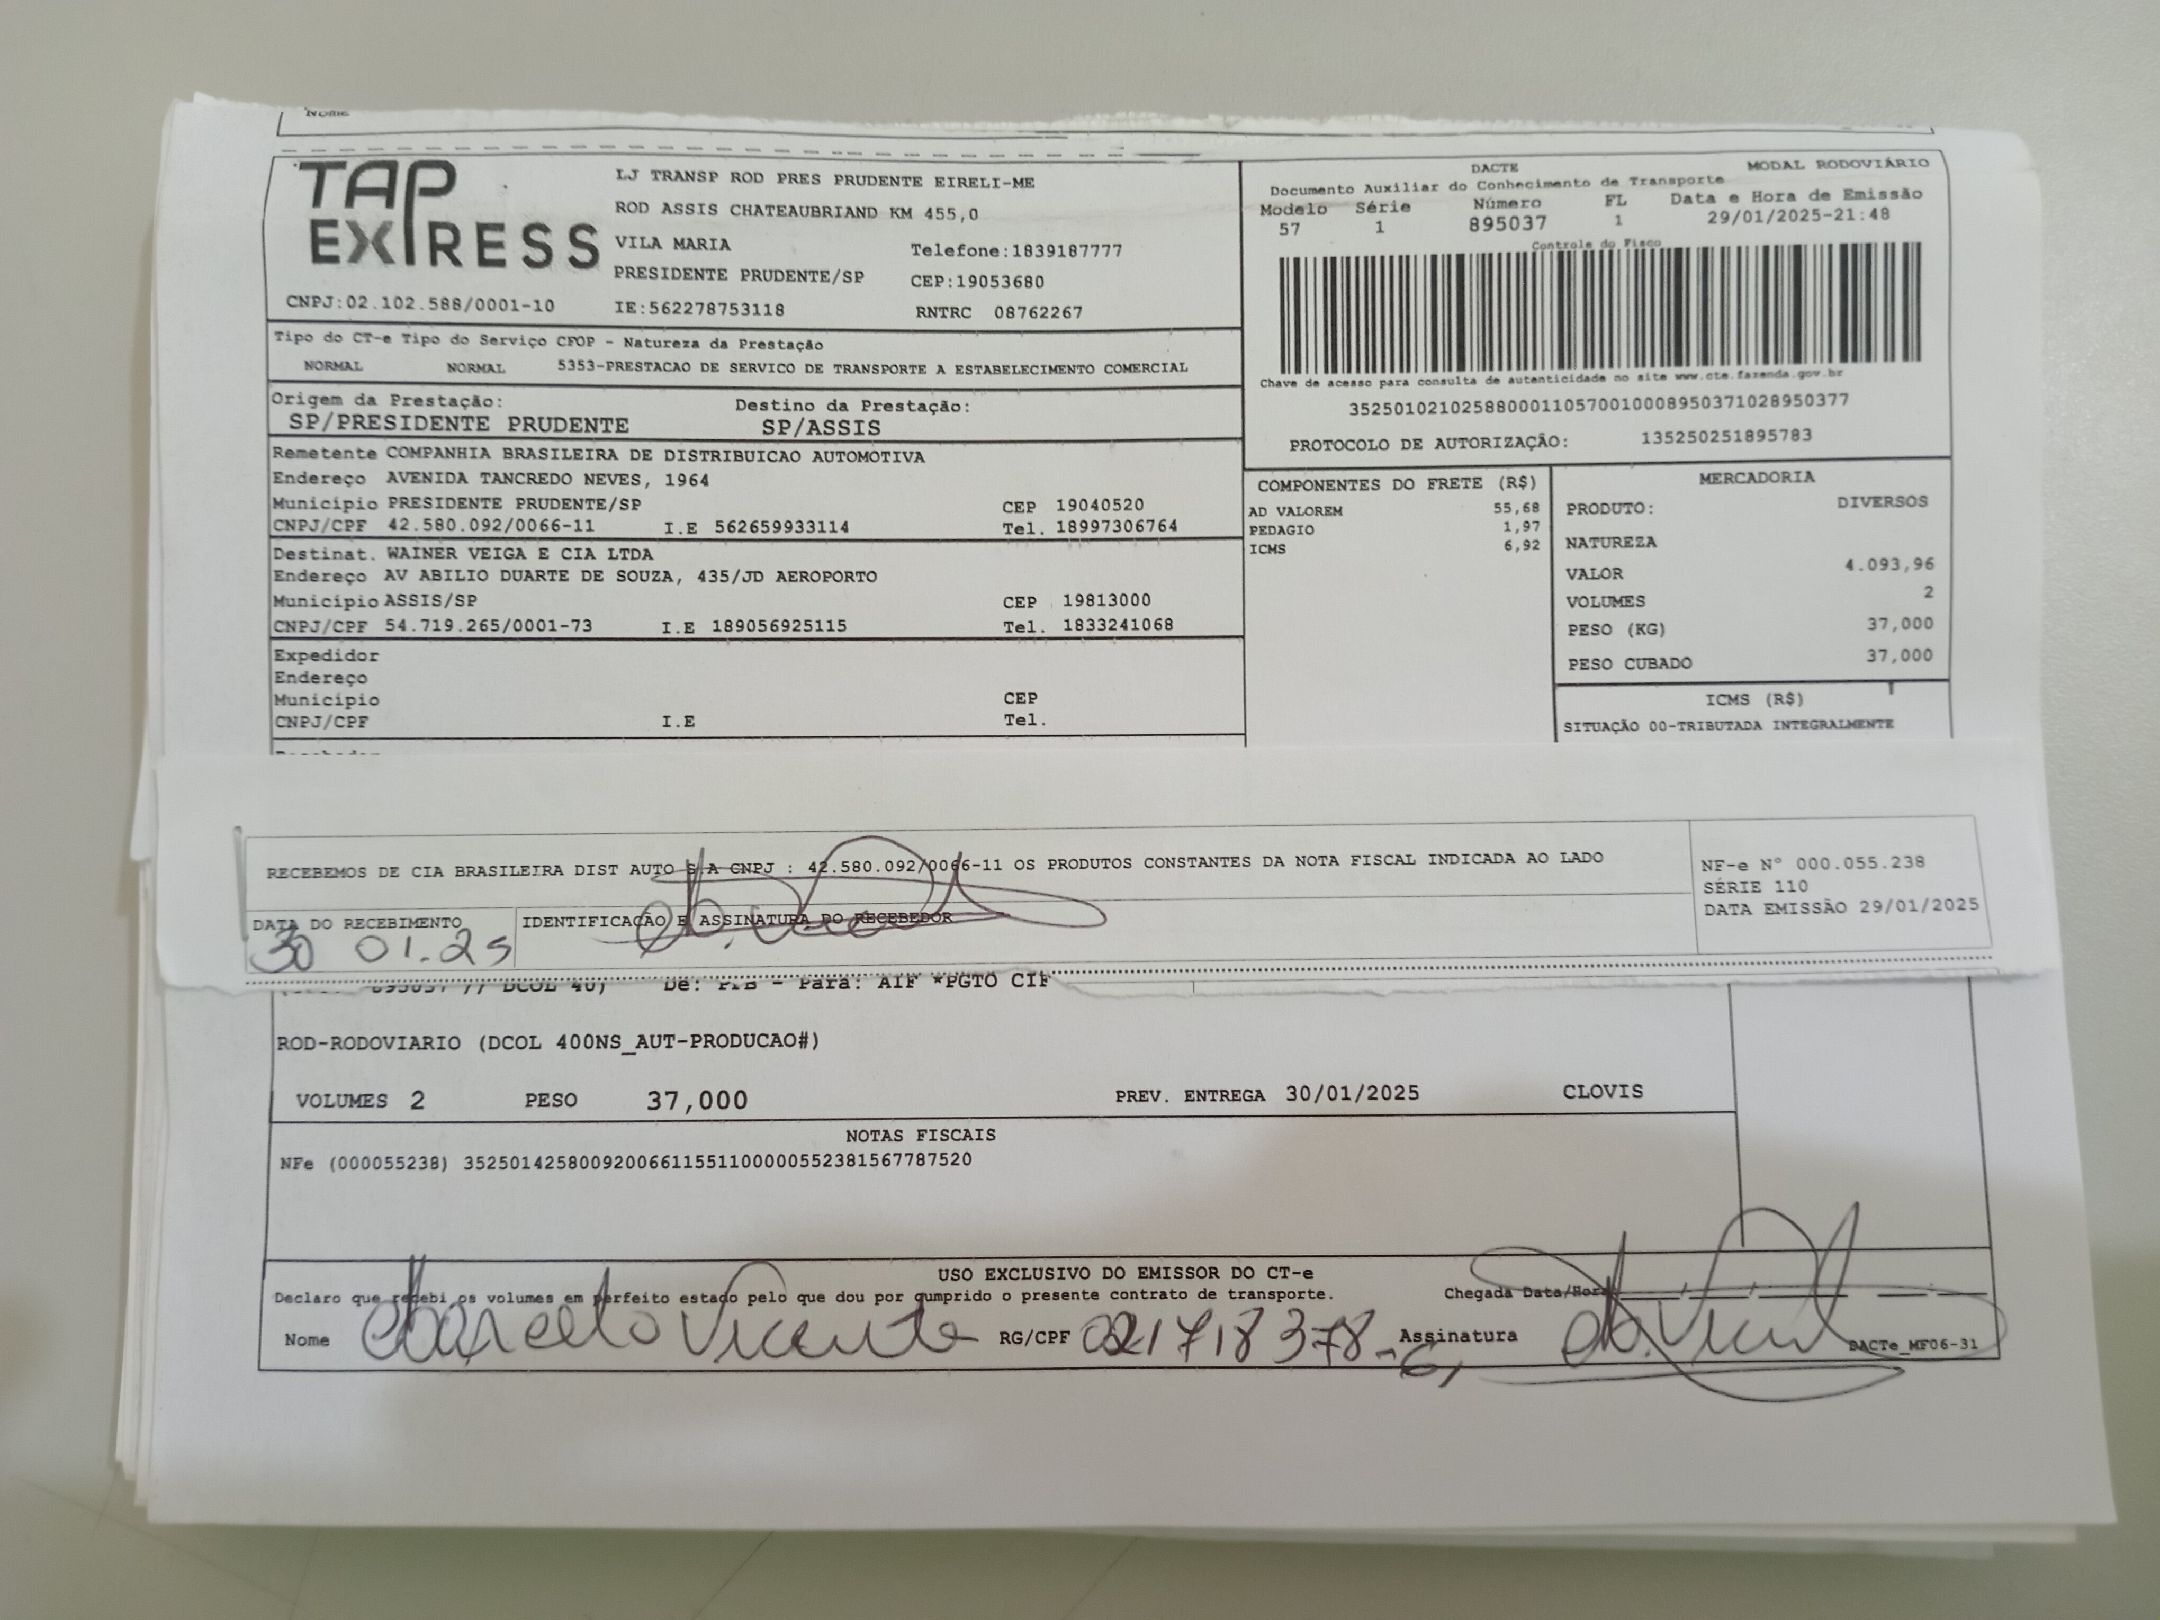 Nome
TAP EXPRESS
LJ TRANSP ROD PRES PRUDENTE EIRELI-ME
ROD ASSIS CHATEAUBRIAND KM 455,0
VILA MARIA Telefone:1839187777
PRESIDENTE PRUDENTE/SP CEP:19053680
CNPJ:02.102.588/0001-10 IE:562278753118 RNTRC 08762267
DACTE MODAL RODOVIÁRIO
Documento Auxiliar do Conhecimento de Transporte
Modelo Série Número FL Data e Hora de Emissão
57 1 895037 1 29/01/2025-21:48
Controle do Fisco
Chave de acesso para consulta de autenticidade no site www.cte.fazenda.gov.br
35250102102588000110570010008950371028950377
PROTOCOLO DE AUTORIZAÇÃO: 135250251895783
Tipo do CT-e Tipo do Serviço CFOP - Natureza da Prestação
NORMAL NORMAL 5353-PRESTACAO DE SERVICO DE TRANSPORTE A ESTABELECIMENTO COMERCIAL
Origem da Prestação: Destino da Prestação:
SP/PRESIDENTE PRUDENTE SP/ASSIS
Remetente COMPANHIA BRASILEIRA DE DISTRIBUICAO AUTOMOTIVA
Endereço AVENIDA TANCREDO NEVES, 1964
Município PRESIDENTE PRUDENTE/SP CEP 19040520
CNPJ/CPF 42.580.092/0066-11 I.E 562659933114 Tel. 18997306764
Destinat. WAINER VEIGA E CIA LTDA
Endereço AV ABILIO DUARTE DE SOUZA, 435/JD AEROPORTO
Município ASSIS/SP CEP 19813000
CNPJ/CPF 54.719.265/0001-73 I.E 189056925115 Tel. 1833241068
Expedidor
Endereço
Município CEP
CNPJ/CPF I.E Tel.
COMPONENTES DO FRETE (R$)
AD VALOREM 55,68
PEDAGIO 1,97
ICMS 6,92
MERCADORIA
PRODUTO: DIVERSOS
NATUREZA
VALOR 4.093,96
VOLUMES 2
PESO (KG) 37,000
PESO CUBADO 37,000
ICMS (R$)
SITUAÇÃO 00-TRIBUTADA INTEGRALMENTE
RECEBEMOS DE CIA BRASILEIRA DIST AUTO S.A CNPJ : 42.580.092/0066-11 OS PRODUTOS CONSTANTES DA NOTA FISCAL INDICADA AO LADO
NF-e N° 000.055.238
SÉRIE 110
DATA EMISSÃO 29/01/2025
DATA DO RECEBIMENTO IDENTIFICAÇÃO E ASSINATURA DO RECEBEDOR
30 01.25
De: - Para: AIF *PGTO CIF
ROD-RODOVIARIO (DCOL 400NS_AUT-PRODUCAO#)
VOLUMES 2 PESO 37,000 PREV. ENTREGA 30/01/2025 CLOVIS
NOTAS FISCAIS
NFe (000055238) 35250142580092006611551100000552381567787520
USO EXCLUSIVO DO EMISSOR DO CT-e
Declaro que recebi os volumes em perfeito estado pelo que dou por cumprido o presente contrato de transporte. Chegada Data/Hora
Nome Marcelo Vicente RG/CPF Assinatura
DACTe_MF06-31